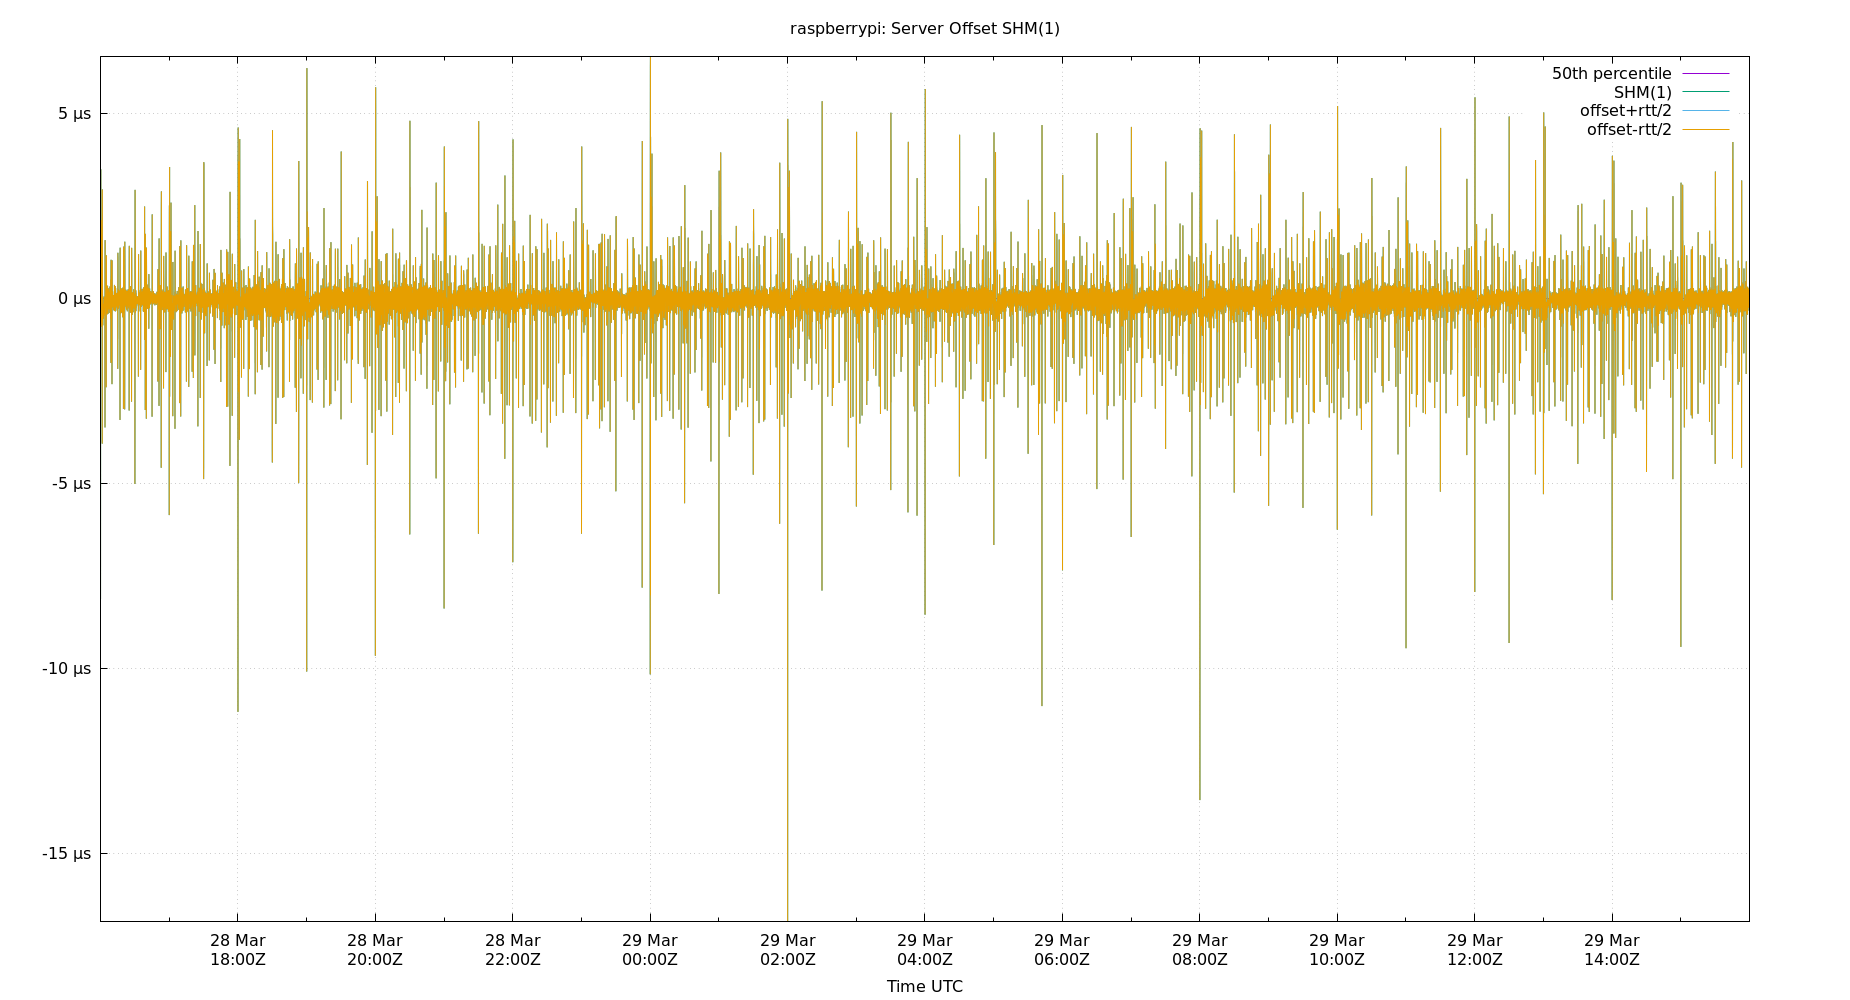 raspberrypi: Server Offset SHM(1)
50th percentile
SHM(1)
offset+rtt/2
offset-rtt/2
5 µs
0 µs
-5 µs
-10 µs
-15 µs
28 Mar 28 Mar 28 Mar 29 Mar 29 Mar 29 Mar 29 Mar 29 Mar 29 Mar 29 Mar 29 Mar
18:00Z 20:00Z 22:00Z 00:00Z 02:00Z 04:00Z 06:00Z 08:00Z 10:00Z 12:00Z 14:00Z
Time UTC